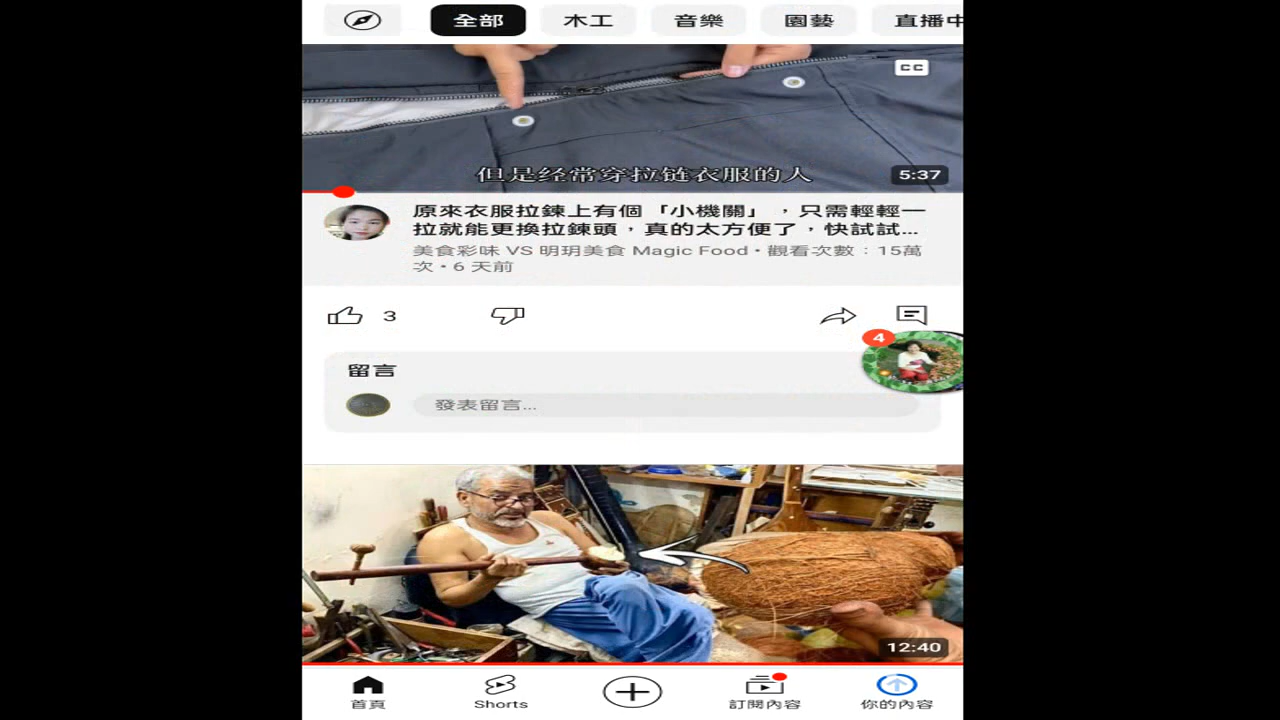 全部
木工
音樂
園藝
直播中
CC
但是经常穿拉链衣服的人
5:37
原來衣服拉鍊上有個「小機關」，只需輕輕一
拉就能更換拉鍊頭，真的太方便了，快試試...
美食彩味 VS 明玥美食 Magic Food • 觀看次數：15萬
次 • 6 天前
3
4
留言
發表留言...
12:40
首頁
Shorts
訂閱內容
你的內容